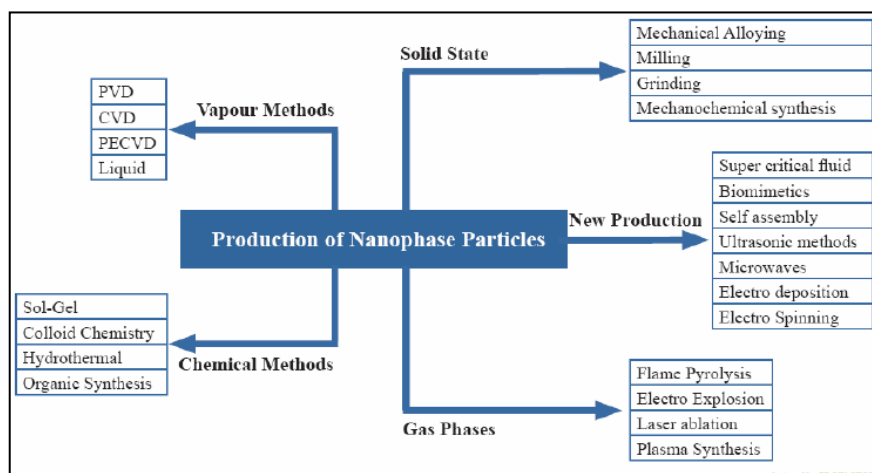 Solid State
Mechanical Alloying
Milling
Grinding
Mechanochemical synthesis
PVD
CVD
PECVD
Liquid
Vapour Methods
Production of Nanophase Particles
New Production
Super critical fluid
Biomimetics
Self assembly
Ultrasonic methods
Microwaves
Electro deposition
Electro Spinning
Sol-Gel
Colloid Chemistry
Hydrothermal
Organic Synthesis
Chemical Methods
Gas Phases
Flame Pyrolysis
Electro Explosion
Laser ablation
Plasma Synthesis